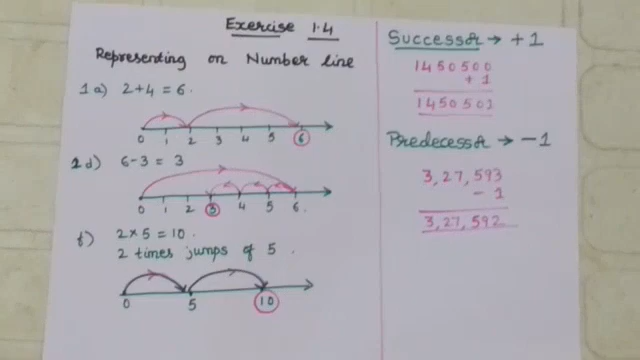 Exercise 1.4
Representing on Number line
1a) 2+4 = 6.
0 1 2 3 4 5 6
2d) 6-3 = 3
0 1 2 3 4 5 6
f) 2×5 = 10.
2 times jumps of 5.
0 5 10
Successor → +1
1450500
+ 1
1450501
Predecessor → -1
3,27,593
- 1
3,27,592